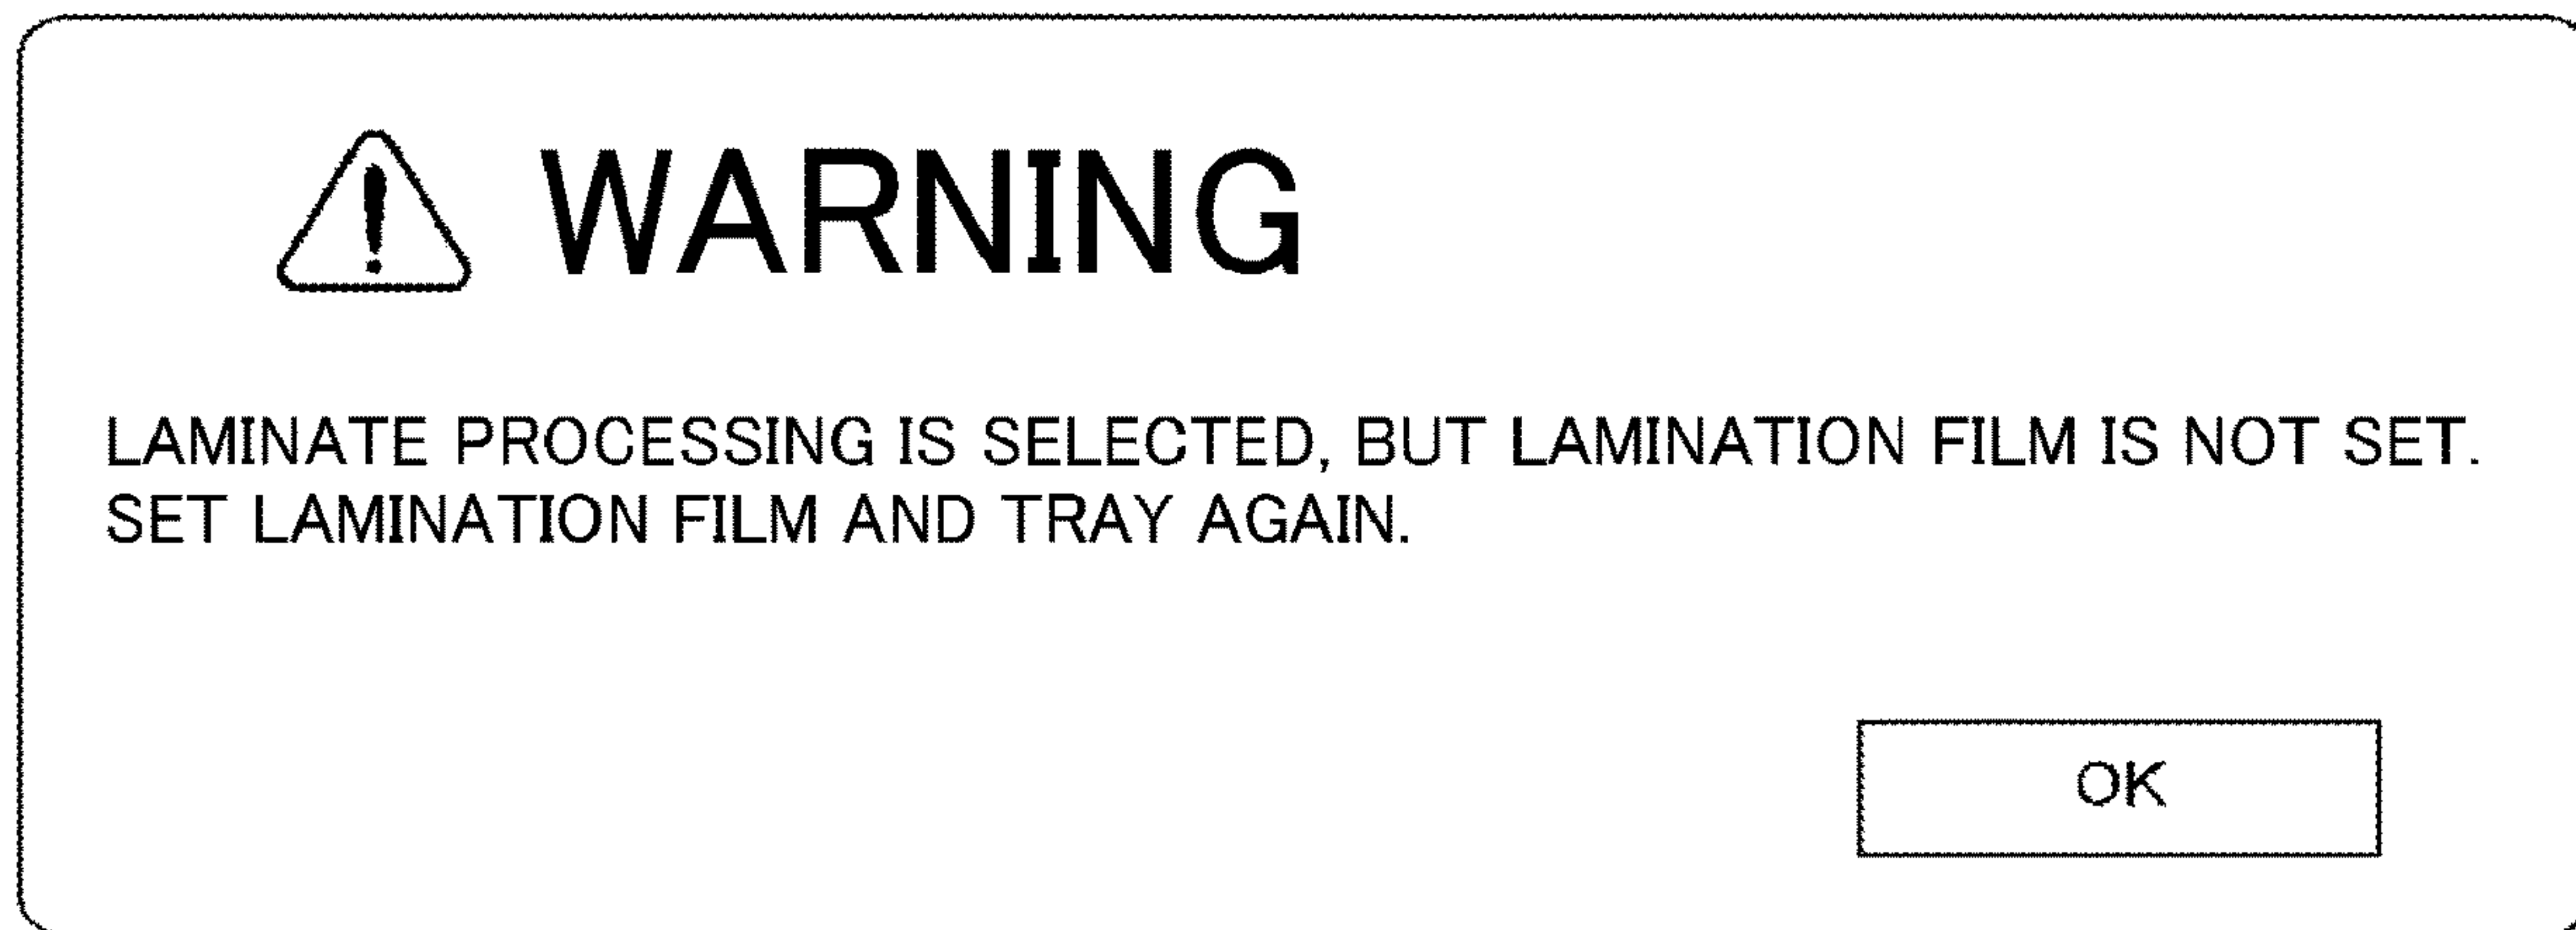 WARNING
LAMINATE PROCESSING IS SELECTED, BUT LAMINATION FILM IS NOT SET.
SET LAMINATION FILM AND TRAY AGAIN.
OK